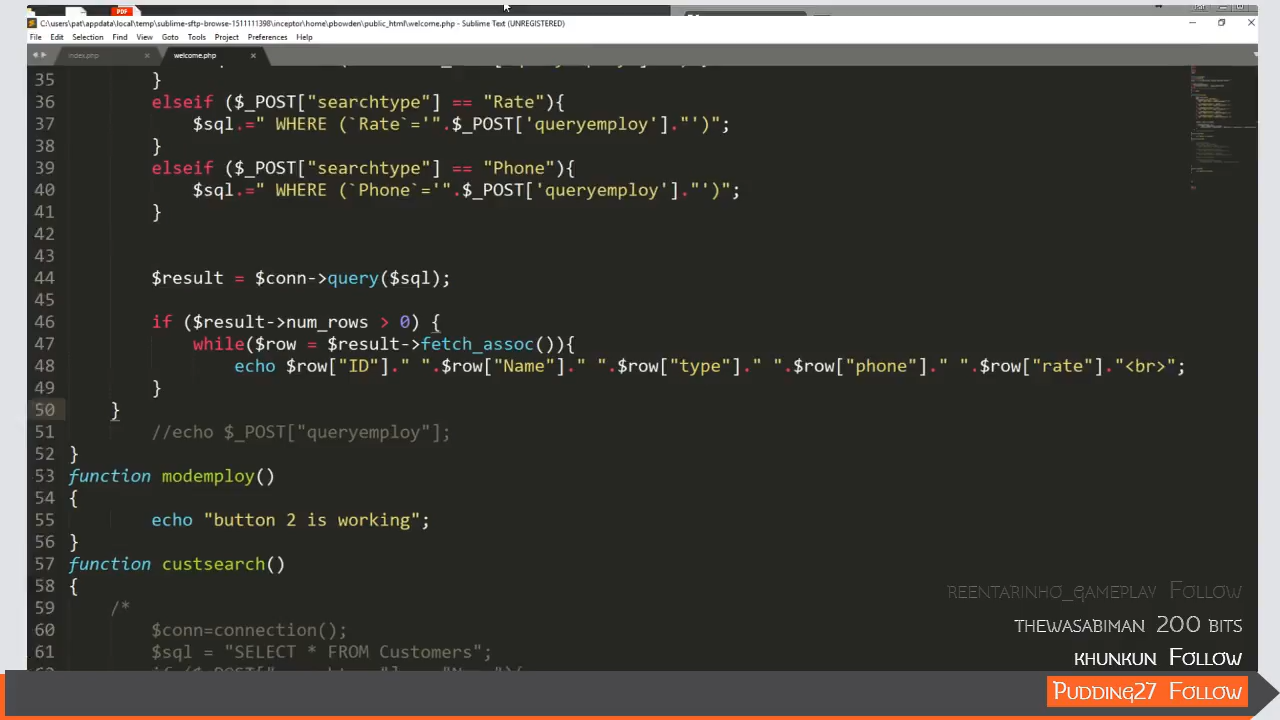 PDF
C:\users\pat\appdata\local\temp\sublime-sftp-browse-1511111398\inceptor\home\pbowden\public_html\welcome.php - Sublime Text (UNREGISTERED)
File Edit Selection Find View Goto Tools Project Preferences Help
index.php × welcome.php ×
35 }
36 elseif ($_POST["searchtype"] == "Rate"){
37 $sql.=" WHERE (`Rate`='".$_POST['queryemploy']."')";
38 }
39 elseif ($_POST["searchtype"] == "Phone"){
40 $sql.=" WHERE (`Phone`='".$_POST['queryemploy']."')";
41 }
42
43
44 $result = $conn->query($sql);
45
46 if ($result->num_rows > 0) {
47 while($row = $result->fetch_assoc()){
48 echo $row["ID"]." ".$row["Name"]." ".$row["type"]." ".$row["phone"]." ".$row["rate"]."<br>";
49 }
50 }
51 //echo $_POST["queryemploy"];
52 }
53 function modemploy()
54 {
55 echo "button 2 is working";
56 }
57 function custsearch()
58 {
59 /*
60 $conn=connection();
61 $sql = "SELECT * FROM Customers";
reentarinho_gameplay Follow
thewasabiman 200 bits
khunkun Follow
Pudding27 Follow